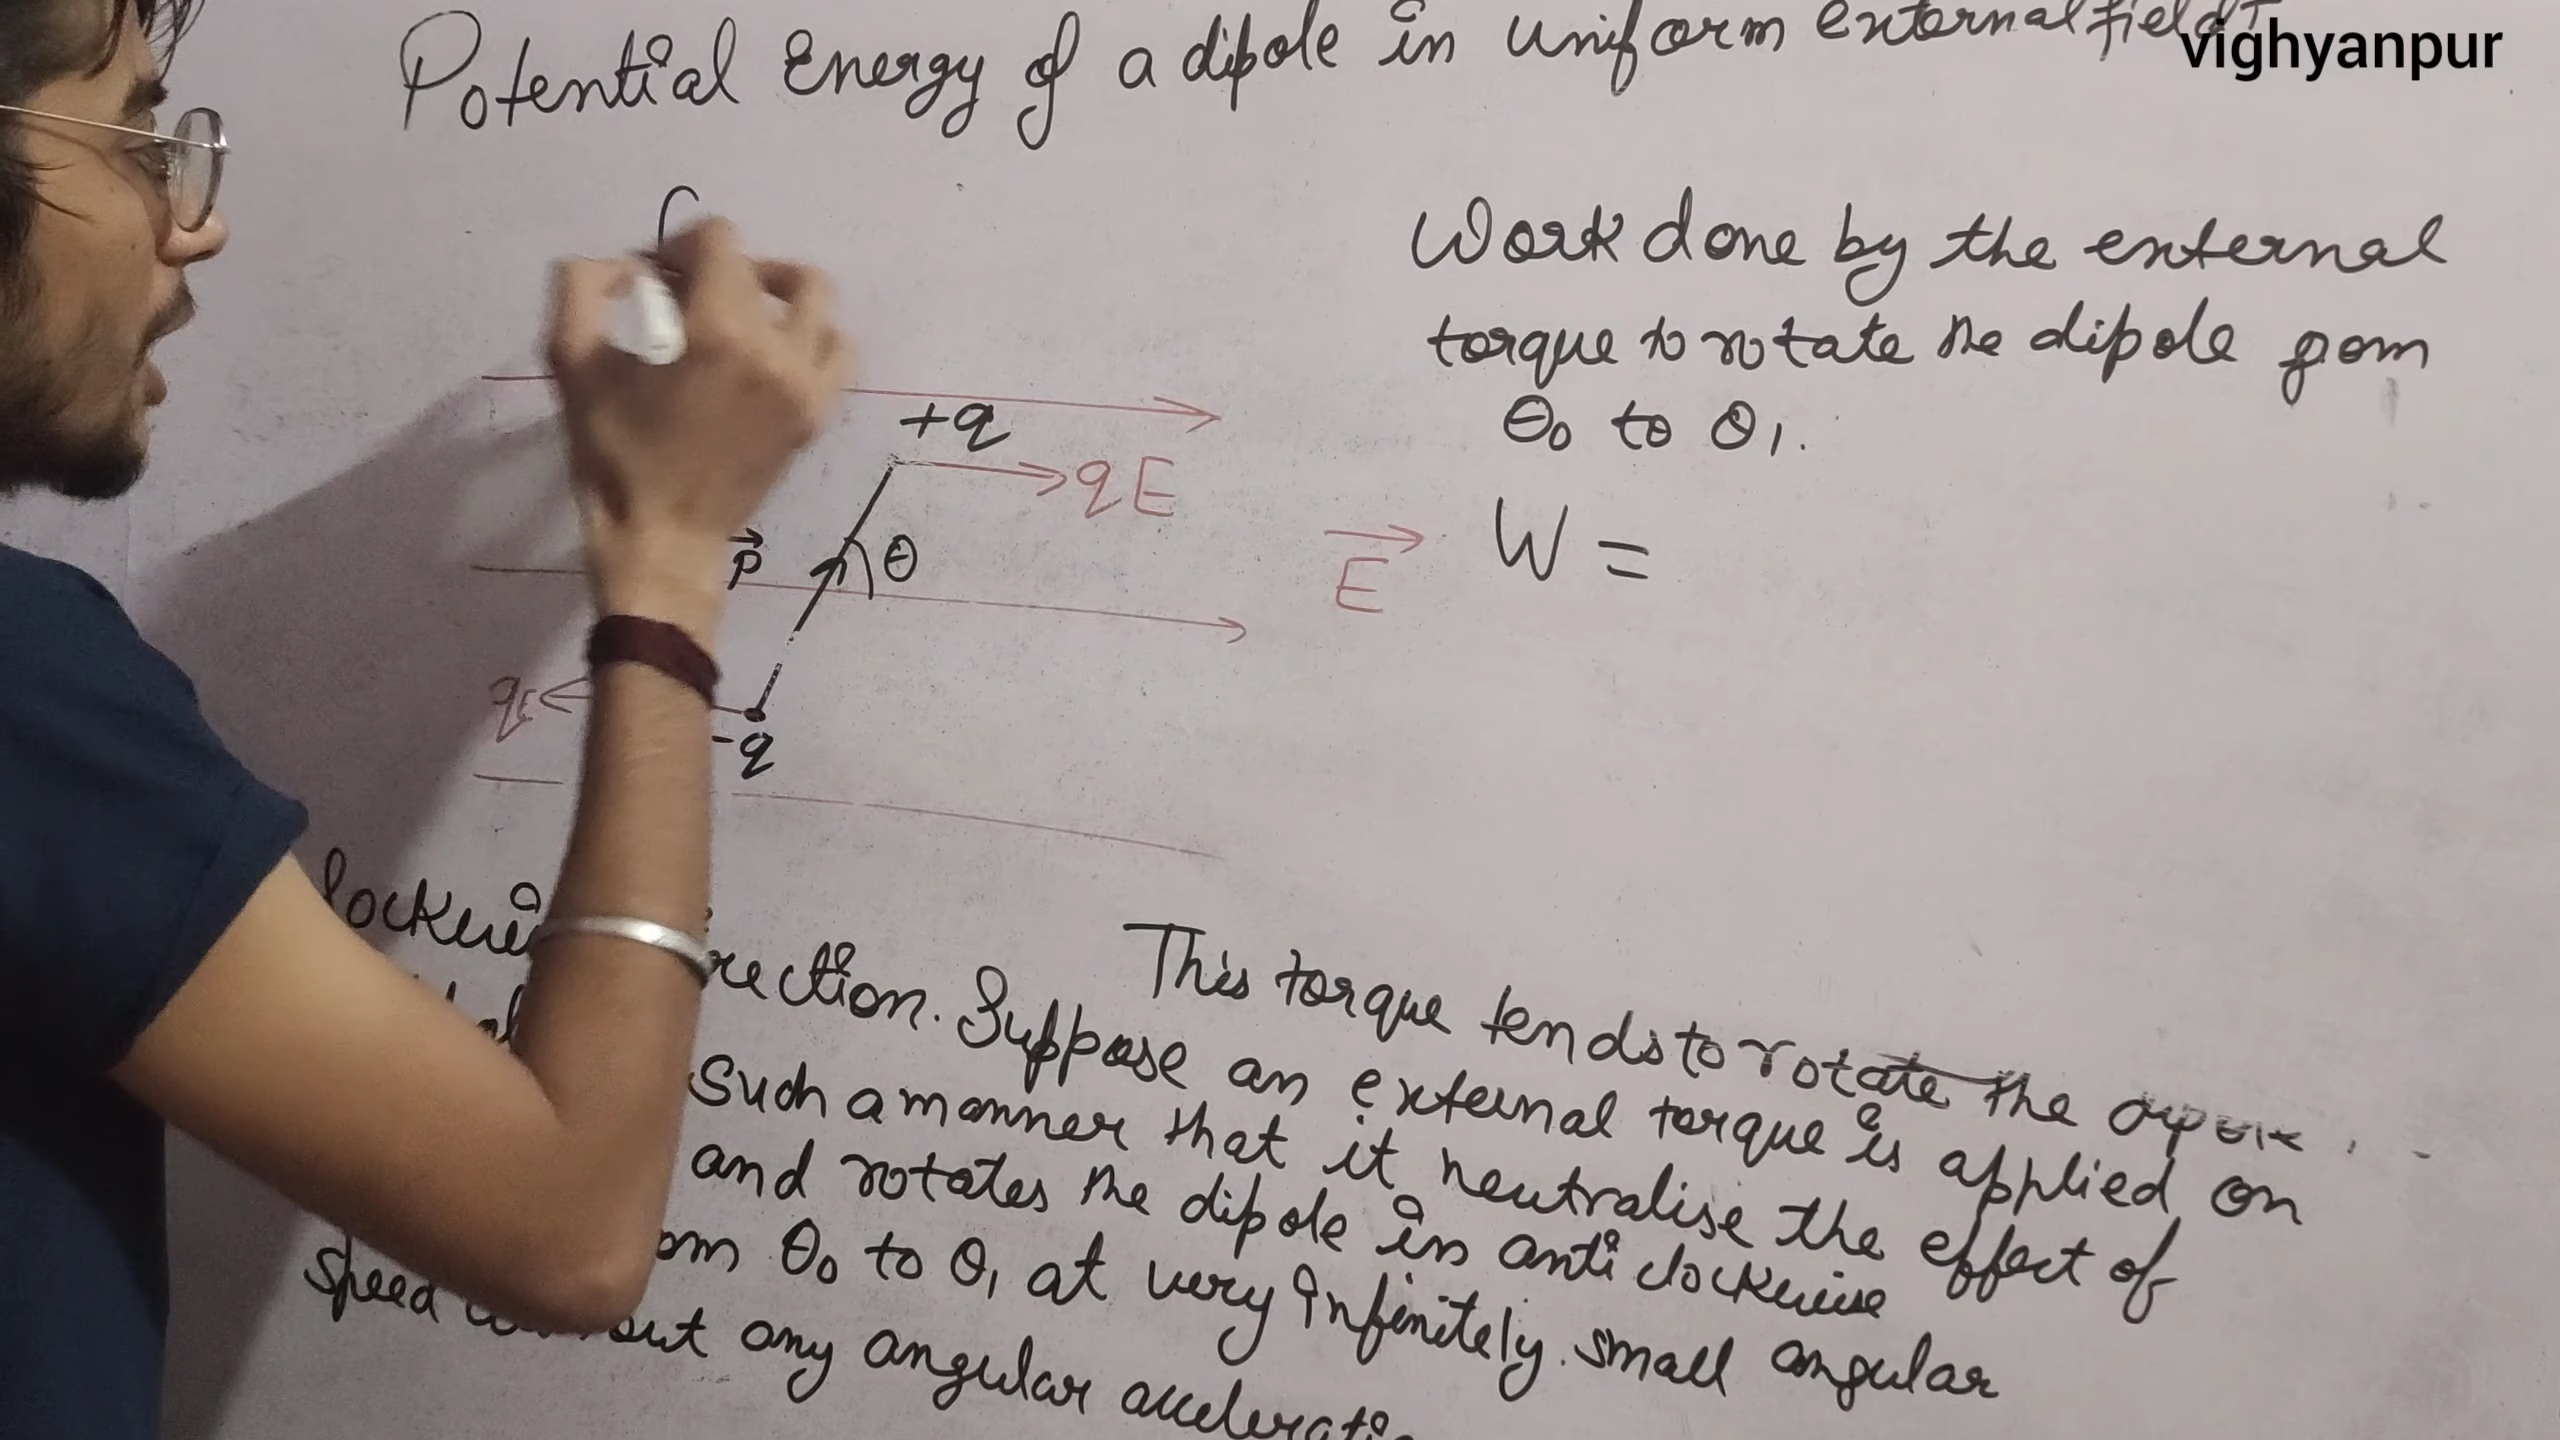 Potential Energy of a dipole in uniform external field
vighyanpur
Work done by the external
torque to rotate the dipole from
θ₀ to θ₁.
W =
+q
qE
p
θ
E
qE
-q
This torque tends to rotate the
rection. Suppose an external torque is applied on
Such a manner that it neutralise the effect of
and rotates the dipole in anti clockwise
θ₀ to θ₁ at very infinitely small angular
speed any angular